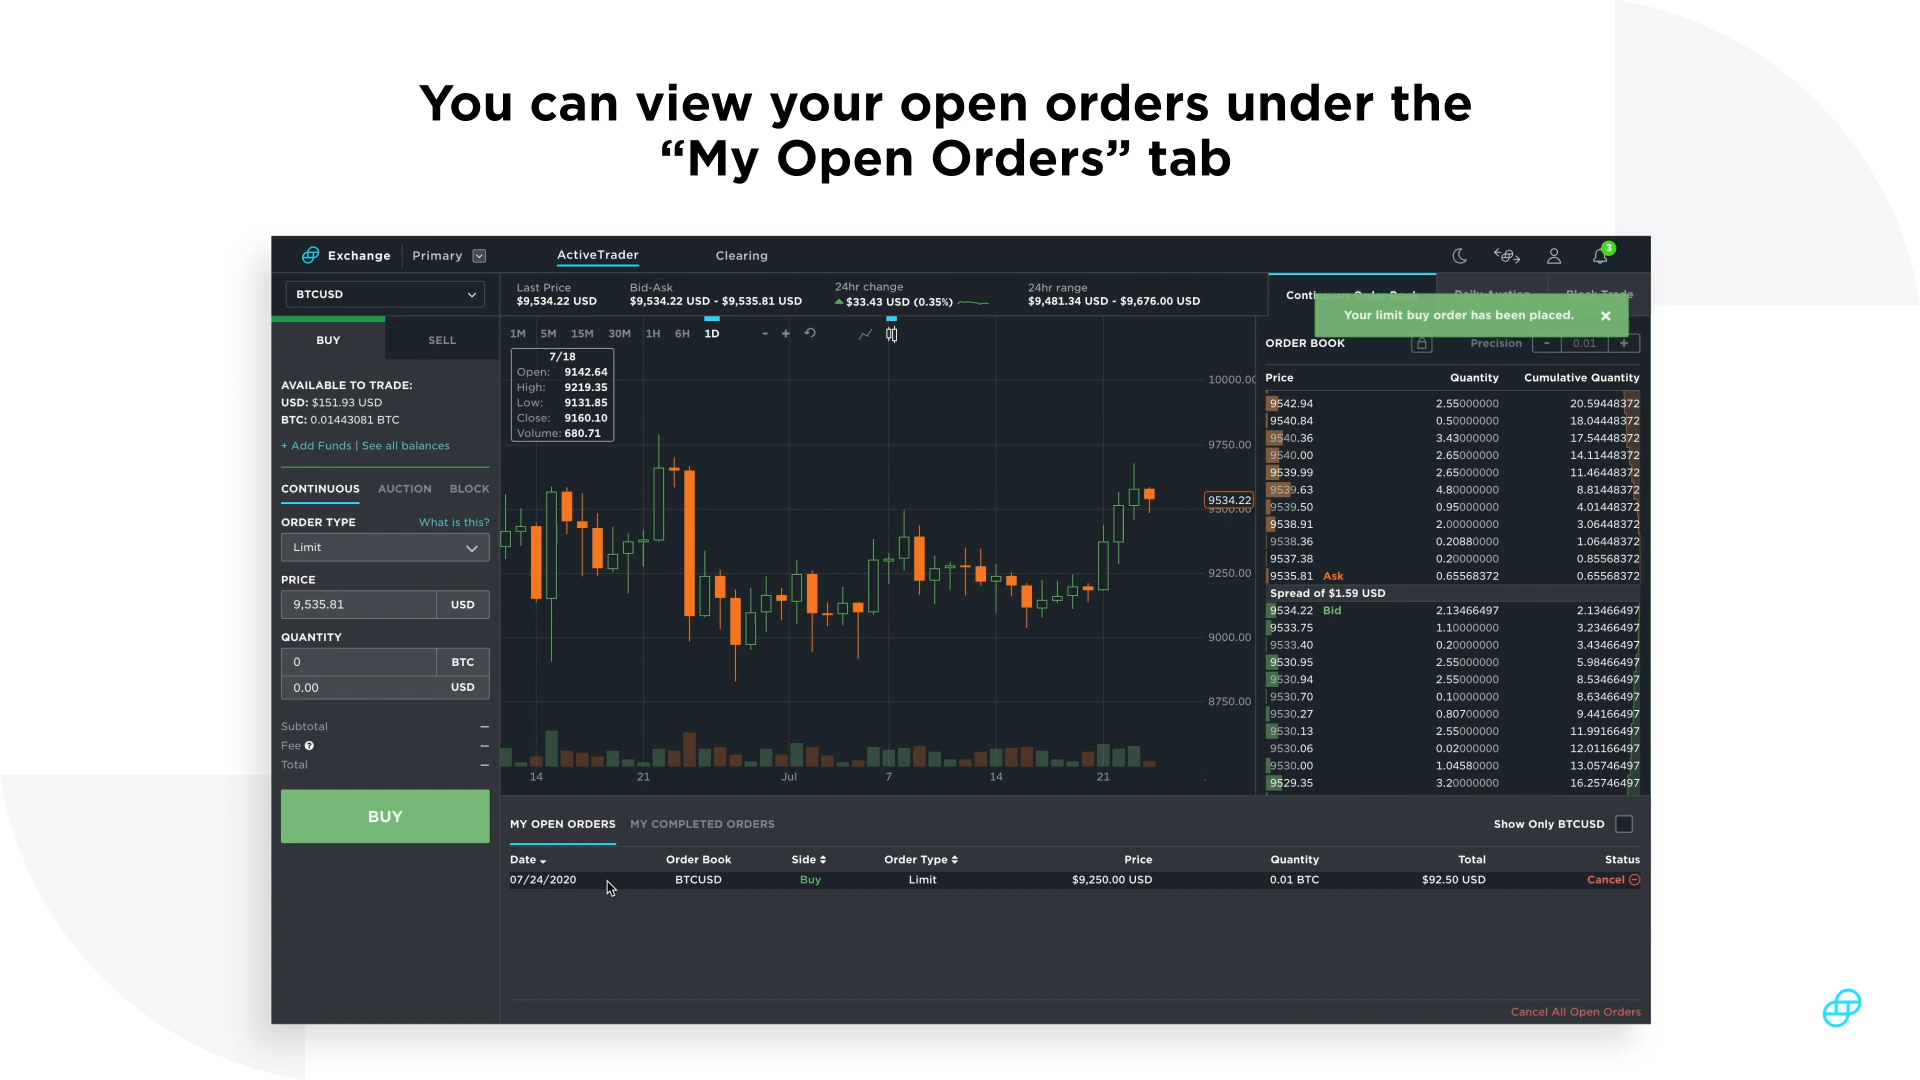 You can view your open orders under the
“My Open Orders” tab
Exchange Primary ActiveTrader Clearing 3
BTCUSD
Last Price Bid-Ask 24hr change 24hr range
$9,534.22 USD $9,534.22 USD - $9,535.81 USD $33.43 USD (0.35%) $9,481.34 USD - $9,676.00 USD
Continuous Order Book Daily Auction Block Trade
Your limit buy order has been placed.
BUY SELL
1M 5M 15M 30M 1H 6H 1D - +
ORDER BOOK Precision - 0.01 +
7/18
Open: 9142.64
High: 9219.35
Low: 9131.85
Close: 9160.10
Volume: 680.71
AVAILABLE TO TRADE:
USD: $151.93 USD
BTC: 0.01443081 BTC
+ Add Funds | See all balances
CONTINUOUS AUCTION BLOCK
ORDER TYPE What is this?
Limit
PRICE
9,535.81 USD
QUANTITY
0 BTC
0.00 USD
Subtotal —
Fee ? —
Total —
BUY
10000.00
9750.00
9534.22
9500.00
9250.00
9000.00
8750.00
14 21 Jul 7 14 21
Price Quantity Cumulative Quantity
9542.94 2.55000000 20.59448372
9540.84 0.50000000 18.04448372
9540.36 3.43000000 17.54448372
9540.00 2.65000000 14.11448372
9539.99 2.65000000 11.46448372
9539.63 4.80000000 8.81448372
9539.50 0.95000000 4.01448372
9538.91 2.00000000 3.06448372
9538.36 0.20880000 1.06448372
9537.38 0.20000000 0.85568372
9535.81 Ask 0.65568372 0.65568372
Spread of $1.59 USD
9534.22 Bid 2.13466497 2.13466497
9533.75 1.10000000 3.23466497
9533.40 0.20000000 3.43466497
9530.95 2.55000000 5.98466497
9530.94 2.55000000 8.53466497
9530.70 0.10000000 8.63466497
9530.27 0.80700000 9.44166497
9530.13 2.55000000 11.99166497
9530.06 0.02000000 12.01166497
9530.00 1.04580000 13.05746497
9529.35 3.20000000 16.25746497
MY OPEN ORDERS MY COMPLETED ORDERS Show Only BTCUSD
Date Order Book Side Order Type Price Quantity Total Status
07/24/2020 BTCUSD Buy Limit $9,250.00 USD 0.01 BTC $92.50 USD Cancel
Cancel All Open Orders